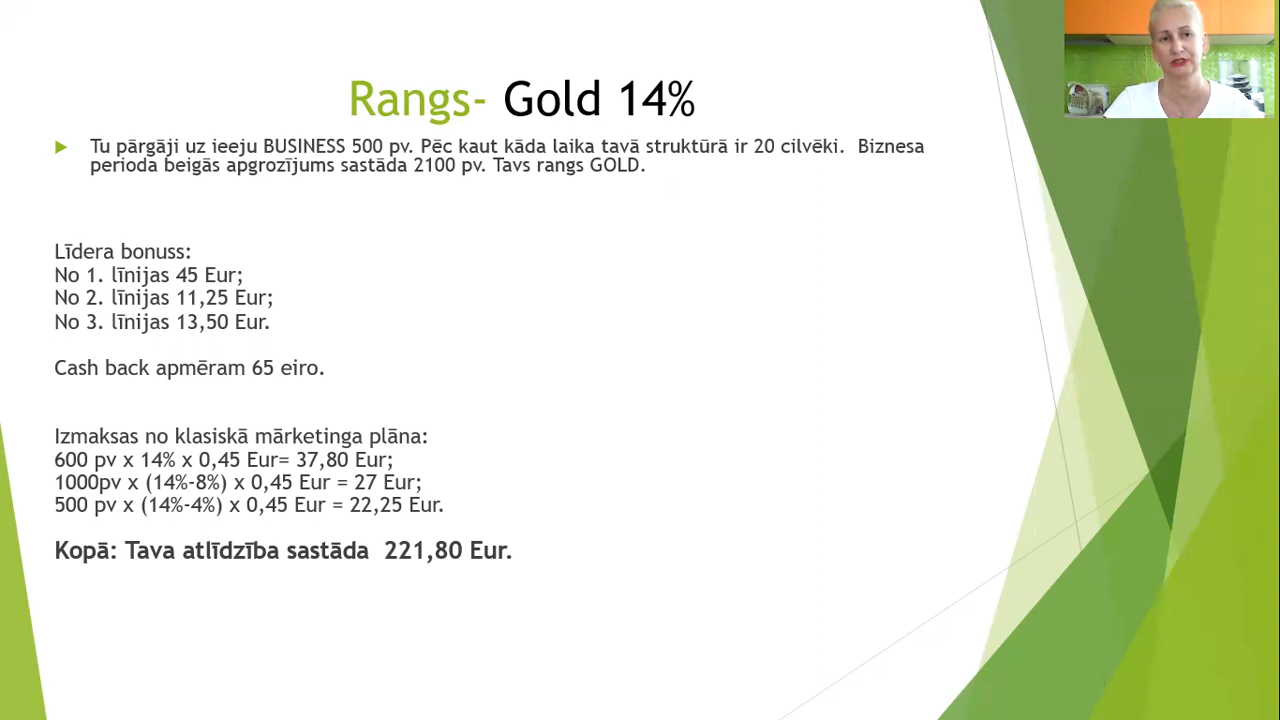 Rangs- Gold 14%
Tu pārgāji uz ieeju BUSINESS 500 pv. Pēc kaut kāda laika tavā struktūrā ir 20 cilvēki. Biznesa
perioda beigās apgrozījums sastāda 2100 pv. Tavs rangs GOLD.
Līdera bonuss:
No 1. līnijas 45 Eur;
No 2. līnijas 11,25 Eur;
No 3. līnijas 13,50 Eur.
Cash back apmēram 65 eiro.
Izmaksas no klasiskā mārketinga plāna:
600 pv x 14% x 0,45 Eur= 37,80 Eur;
1000pv x (14%-8%) x 0,45 Eur = 27 Eur;
500 pv x (14%-4%) x 0,45 Eur = 22,25 Eur.
Kopā: Tava atlīdzība sastāda 221,80 Eur.